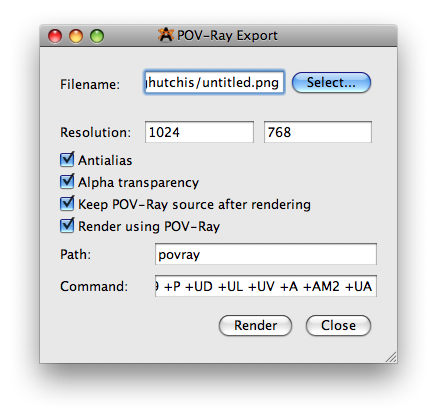 POV-Ray Export
Filename: hutchis/untitled.png Select...
Resolution: 1024 768
Antialias
Alpha transparency
Keep POV-Ray source after rendering
Render using POV-Ray
Path: povray
Command: +P +UD +UL +UV +A +AM2 +UA
Render Close